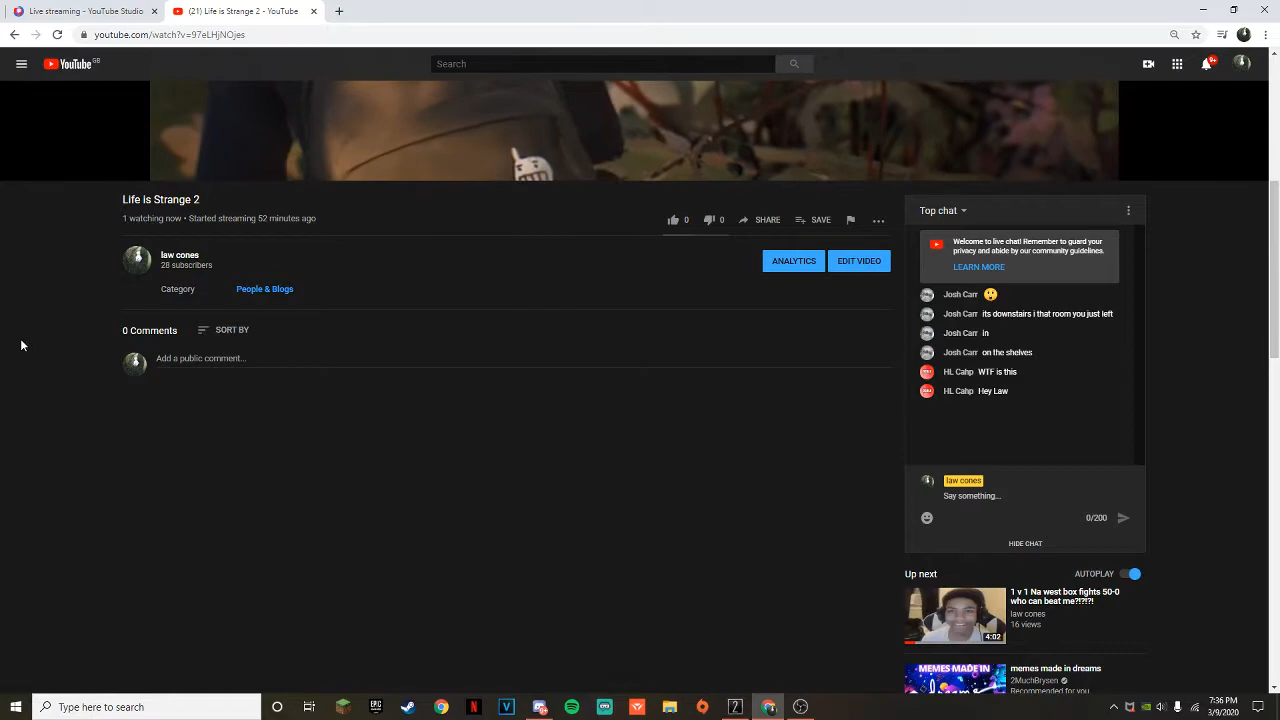 Live streaming - YouTube Studio
(21) Life is Strange 2 - YouTube
youtube.com/watch?v=97eLHjNOjes
YouTube GB
Search
9+
Life is Strange 2
1 watching now • Started streaming 52 minutes ago
0
0
SHARE
SAVE
law cones
28 subscribers
ANALYTICS
EDIT VIDEO
Category
People & Blogs
0 Comments
SORT BY
Add a public comment...
Top chat
Welcome to live chat! Remember to guard your
privacy and abide by our community guidelines.
LEARN MORE
Josh Carr 😲
Josh Carr its downstairs i that room you just left
Josh Carr in
Josh Carr on the shelves
HL Cahp WTF is this
HL Cahp Hey Law
law cones
Say something...
0/200
HIDE CHAT
Up next
AUTOPLAY
1 v 1 Na west box fights 50-0
who can beat me?!?!?!
law cones
16 views
4:02
MEMES MADE IN
memes made in dreams
2MuchBrysen
Recommended for you
Type here to search
7:36 PM
3/9/2020